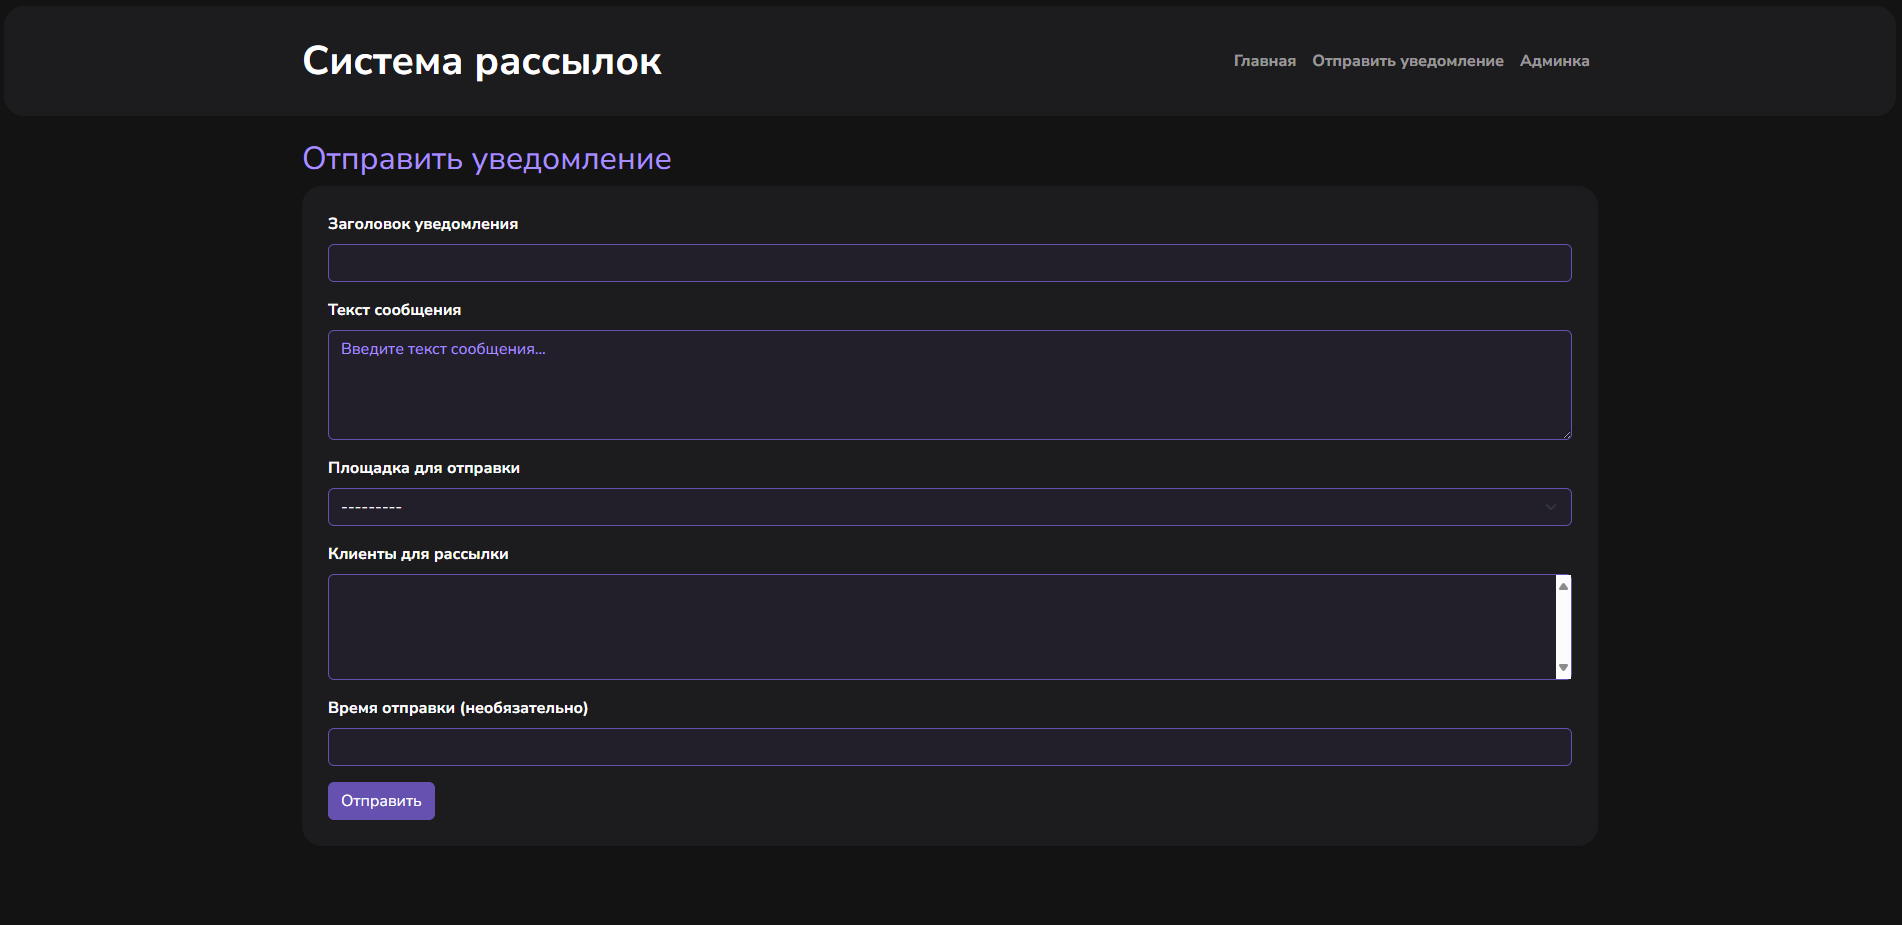 Система рассылок
Главная Отправить уведомление Админка
Отправить уведомление
Заголовок уведомления
Текст сообщения
Введите текст сообщения...
Площадка для отправки
---------
Клиенты для рассылки
Время отправки (необязательно)
Отправить